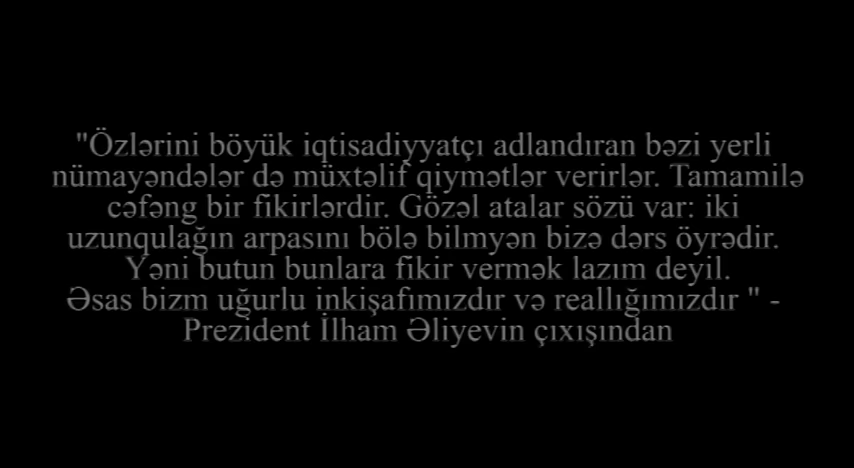 "Özlərini böyük iqtisadiyyatçı adlandıran bəzi yerli
nümayəndələr də müxtəlif qiymətlər verirlər. Tamamilə
cəfəng bir fikirlərdir. Gözəl atalar sözü var: iki
uzunqulağın arpasını bölə bilmyən bizə dərs öyrədir.
Yəni butun bunlara fikir vermək lazım deyil.
Əsas bizm uğurlu inkişafımızdır və reallığımızdır " -
Prezident İlham Əliyevin çıxışından